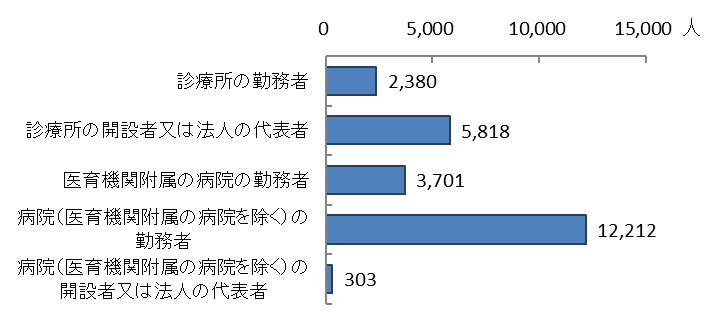 0 5,000 10,000 15,000 人
診療所の勤務者 2,380
診療所の開設者又は法人の代表者 5,818
医育機関附属の病院の勤務者 3,701
病院（医育機関附属の病院を除く）の
勤務者 12,212
病院（医育機関附属の病院を除く）の
開設者又は法人の代表者 303